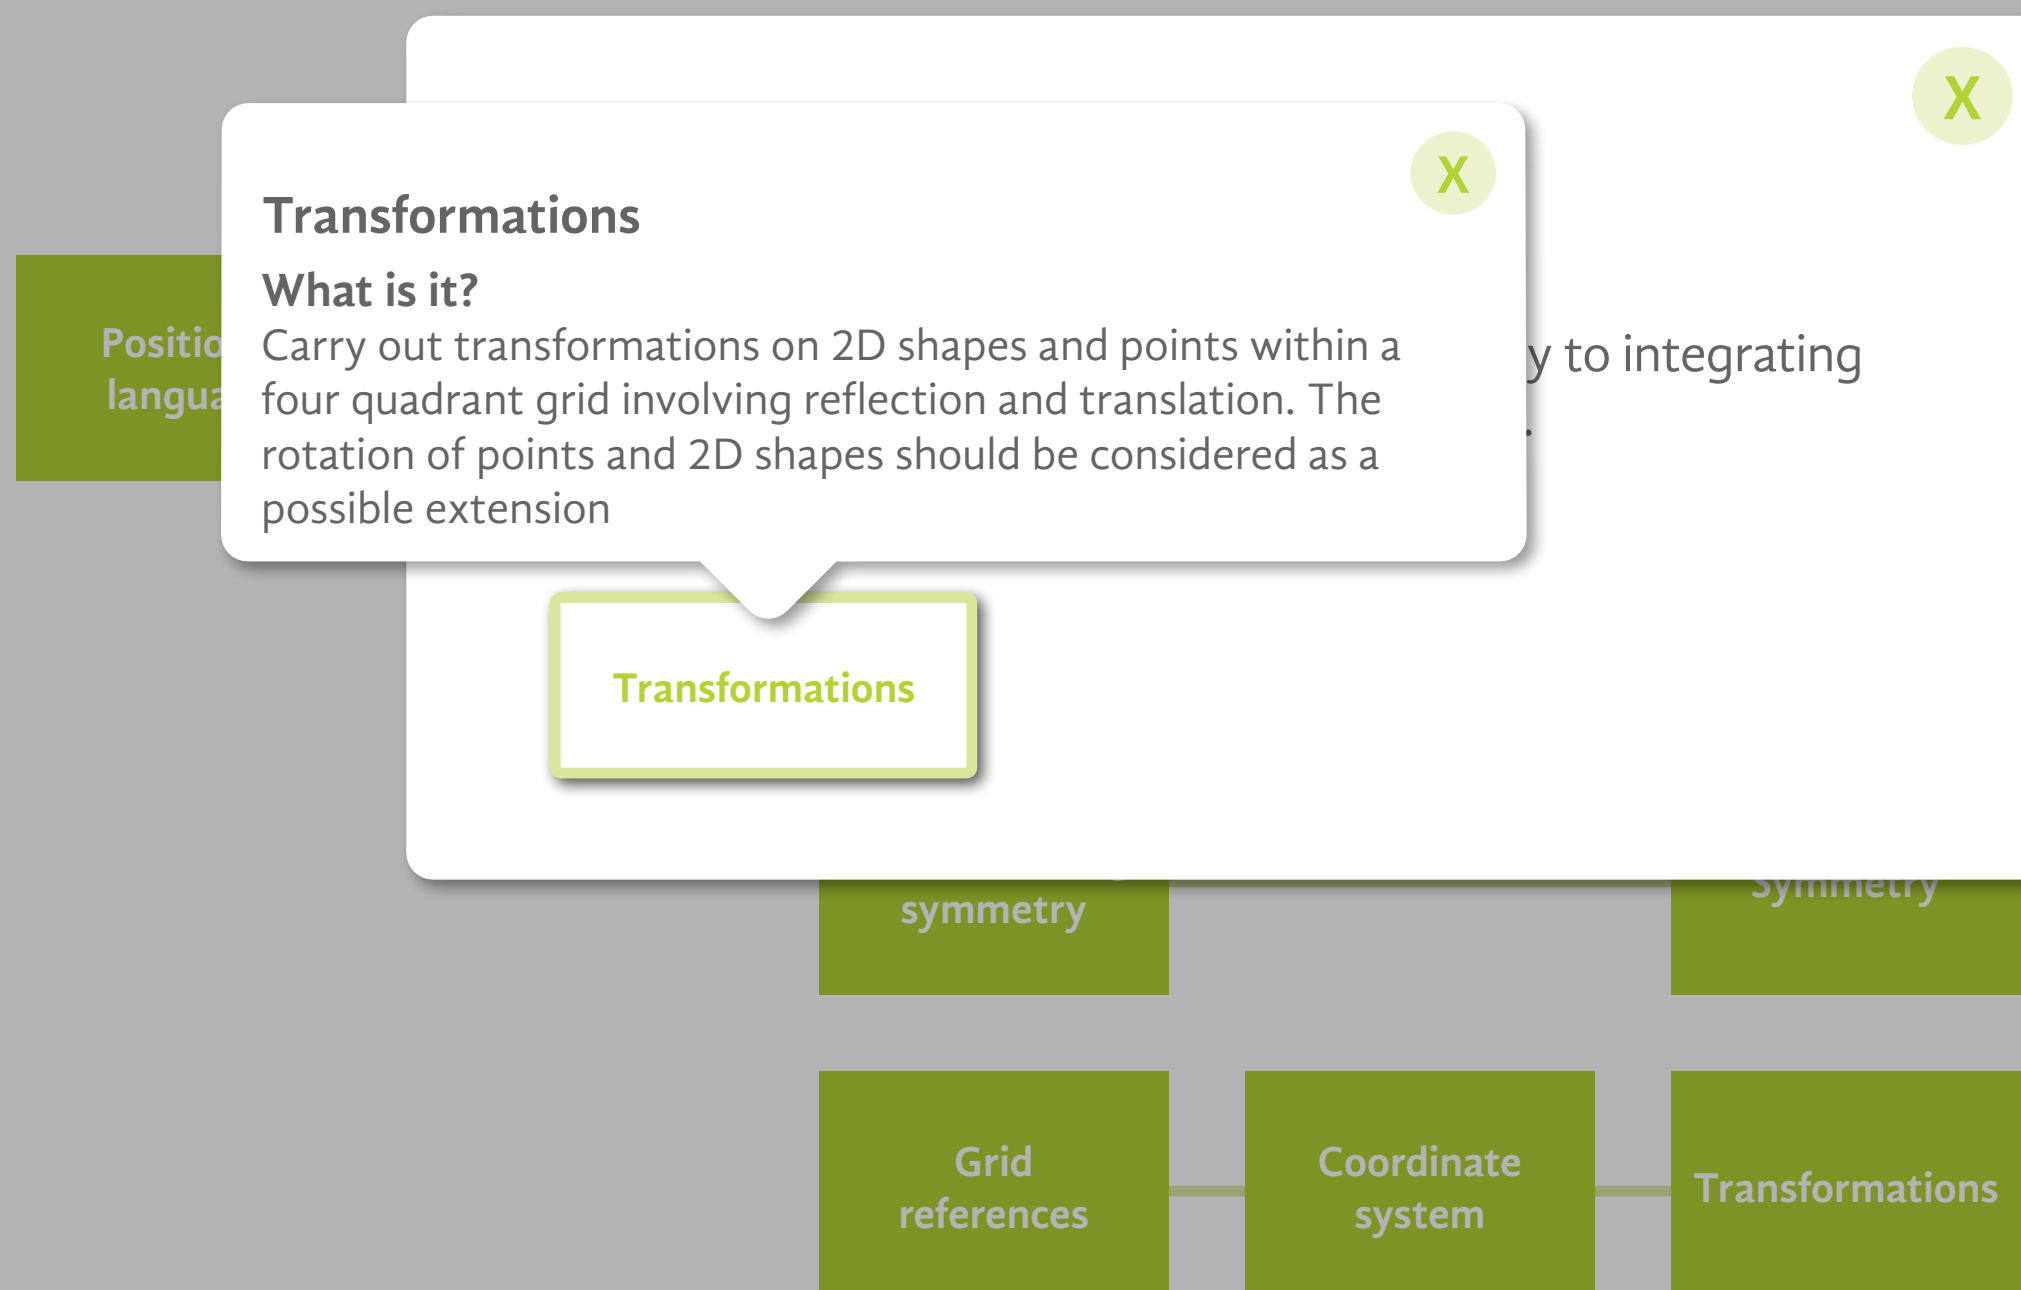 X
X
Transformations
What is it?
Carry out transformations on 2D shapes and points within a
four quadrant grid involving reflection and translation. The
rotation of points and 2D shapes should be considered as a
possible extension
y to integrating
.
Transformations
symmetry
Symmetry
Grid
references
Coordinate
system
Transformations